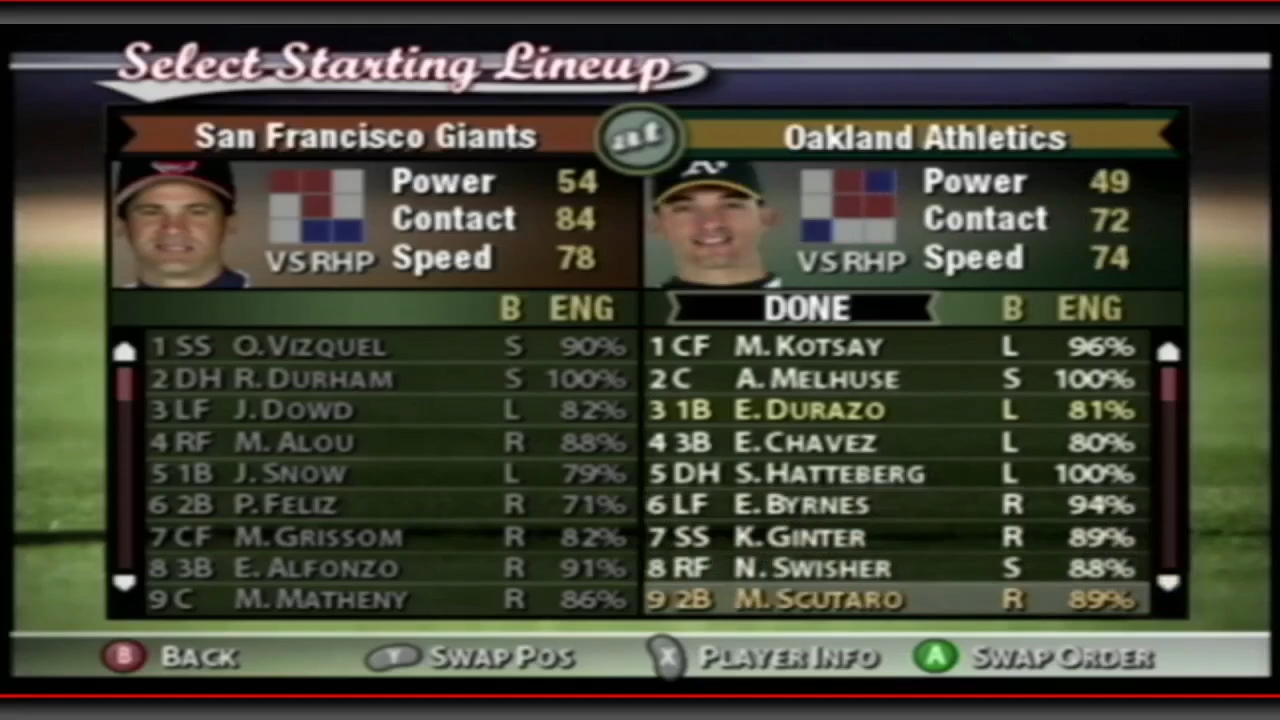 Select Starting Lineup
San Francisco Giants at Oakland Athletics
Power 54
Contact 84
VS RHP Speed 78
Power 49
Contact 72
VS RHP Speed 74
B ENG
1 SS O. VIZQUEL S 90%
2 DH R. DURHAM S 100%
3 LF J. DOWD L 82%
4 RF M. ALOU R 88%
5 1B J. SNOW L 79%
6 2B P. FELIZ R 71%
7 CF M. GRISSOM R 82%
8 3B E. ALFONZO R 91%
9 C M. MATHENY R 86%
DONE B ENG
1 CF M. KOTSAY L 96%
2 C A. MELHUSE S 100%
3 1B E. DURAZO L 81%
4 3B E. CHAVEZ L 80%
5 DH S. HATTEBERG L 100%
6 LF E. BYRNES R 94%
7 SS K. GINTER R 89%
8 RF N. SWISHER S 88%
9 2B M. SCUTARO R 89%
B BACK Y SWAP POS X PLAYER INFO A SWAP ORDER